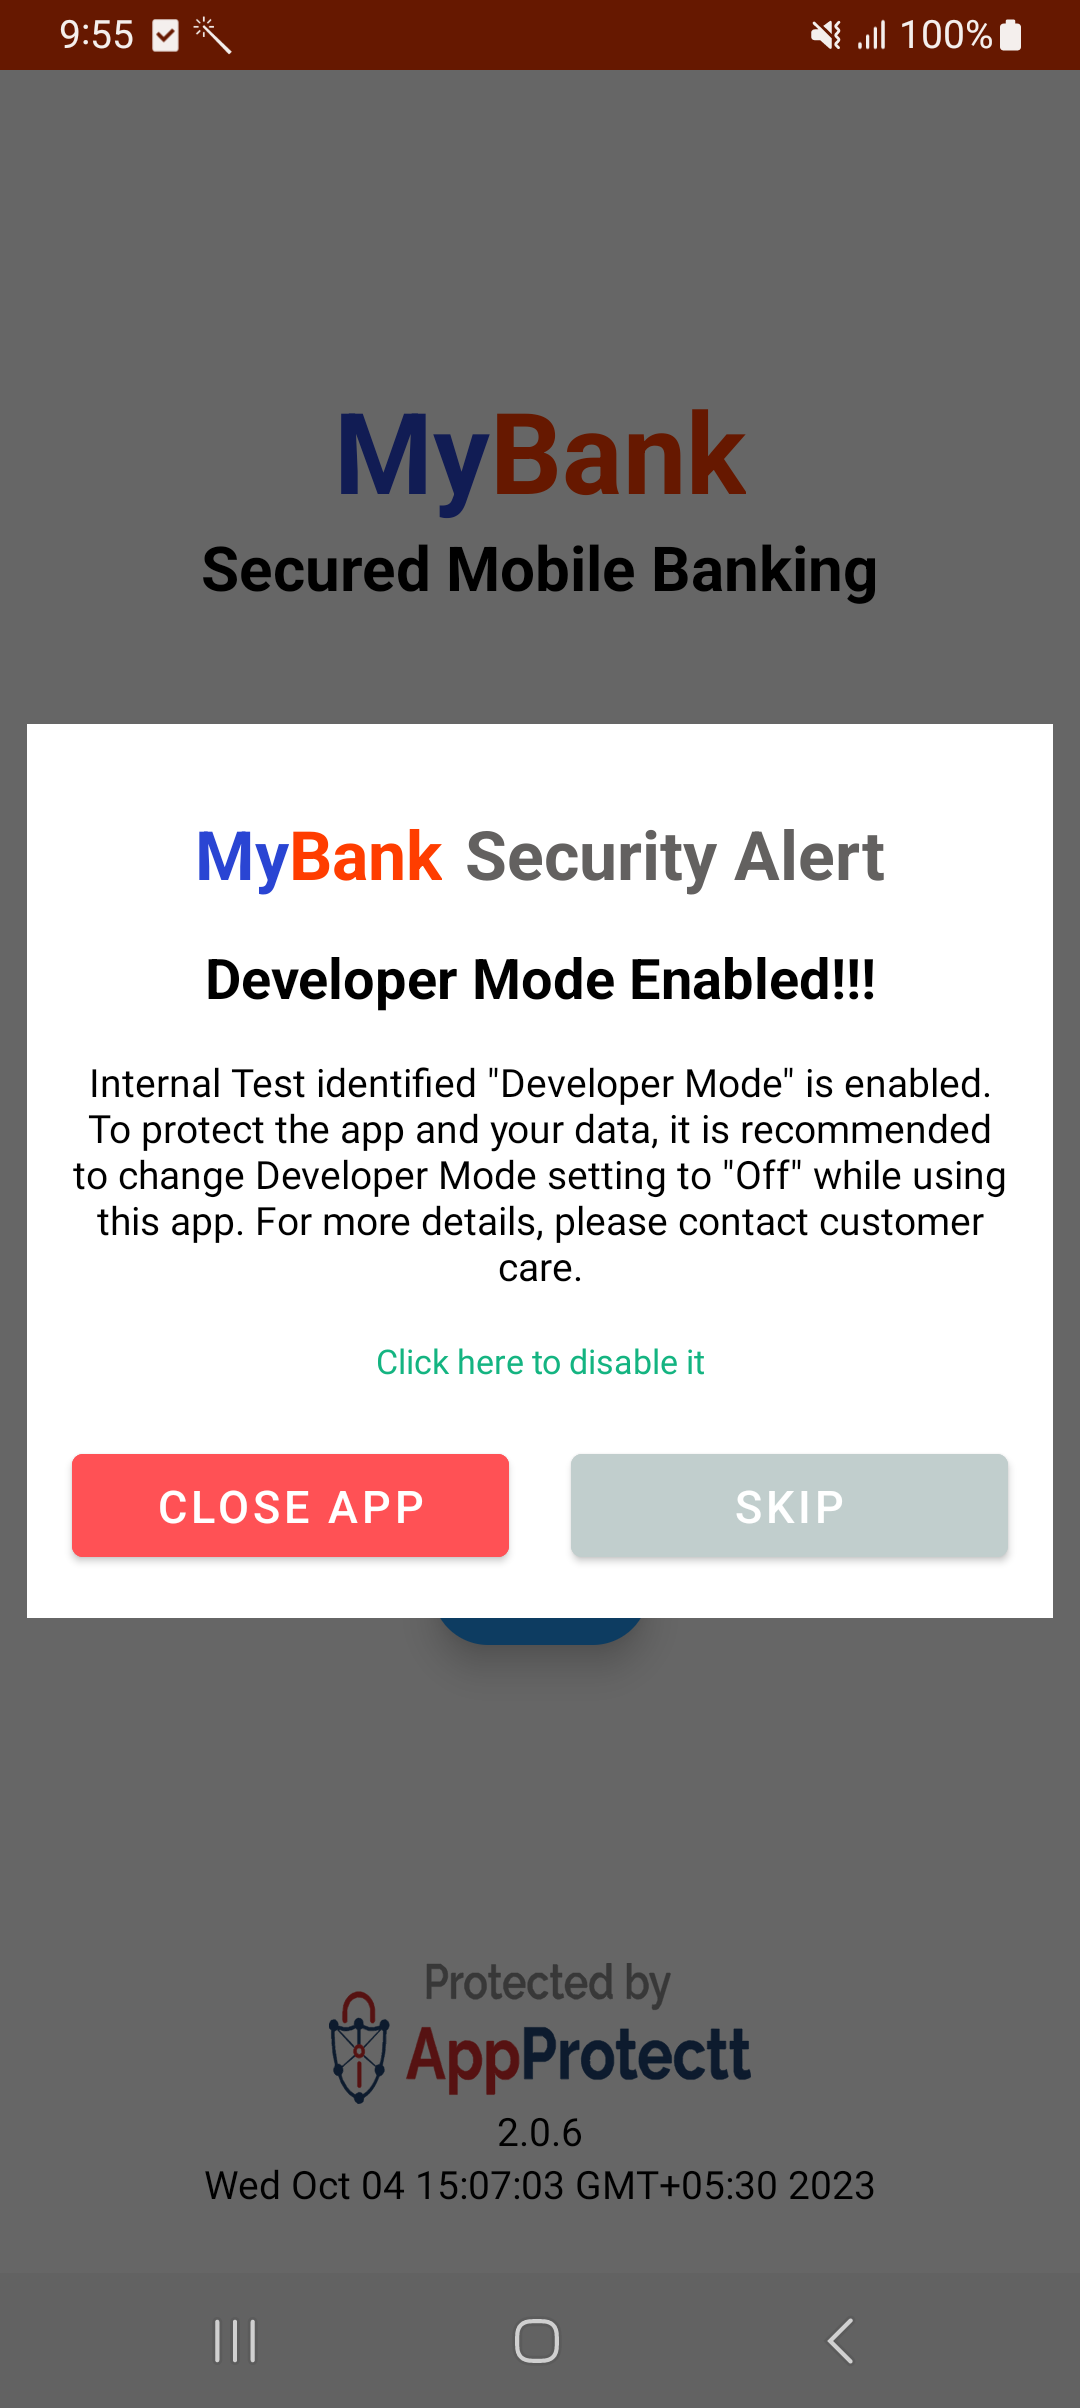 9:55
100%
MyBank
Secured Mobile Banking
MyBank Security Alert
Developer Mode Enabled!!!
Internal Test identified "Developer Mode" is enabled.
To protect the app and your data, it is recommended
to change Developer Mode setting to "Off" while using
this app. For more details, please contact customer
care.
Click here to disable it
CLOSE APP
SKIP
Protected by
AppProtectt
2.0.6
Wed Oct 04 15:07:03 GMT+05:30 2023